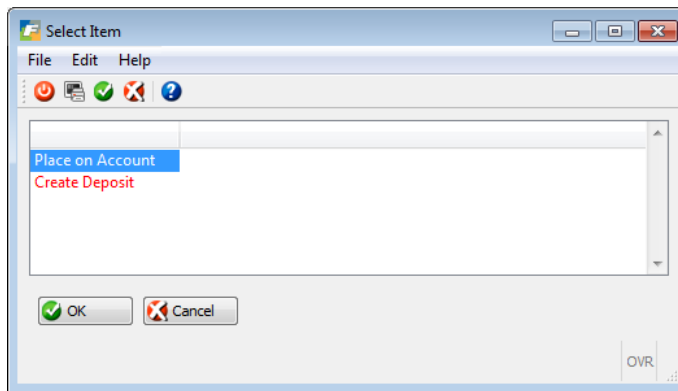 Select Item
File Edit Help
Place on Account
Create Deposit
OK Cancel
OVR